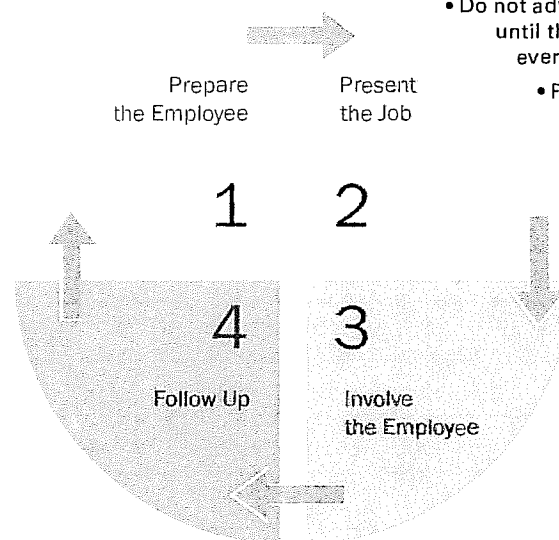 • Do not ad
until th
ever
• P
Prepare
the Employee
Present
the Job
1
2
4
3
Follow Up
Involve
the Employee